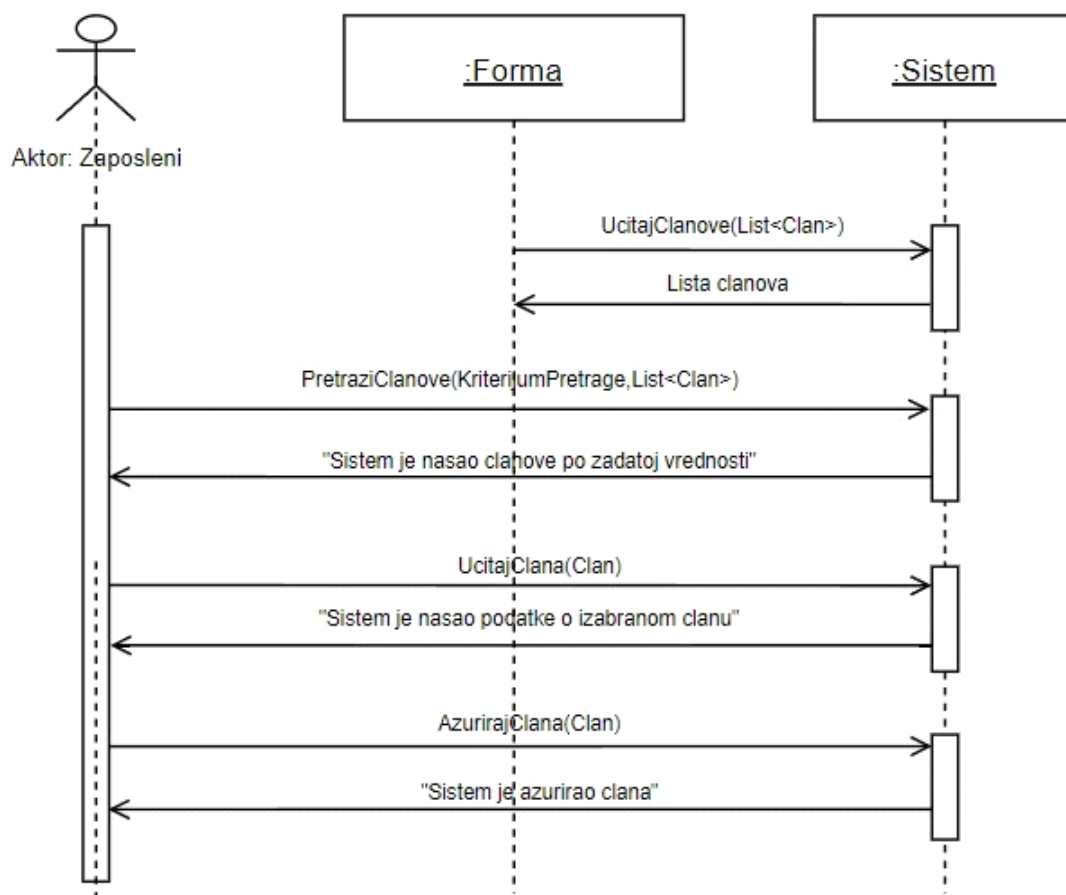 :Forma
:Sistem
Aktor: Zaposleni
UcitajClanove(List<Clan>)
Lista clanova
PretraziClanove(KriterijumPretrage,List<Clan>)
"Sistem je nasao clanove po zadatoj vrednosti"
UcitajClana(Clan)
"Sistem je nasao podatke o izabranom clanu"
AzurirajClana(Clan)
"Sistem je azurirao clana"